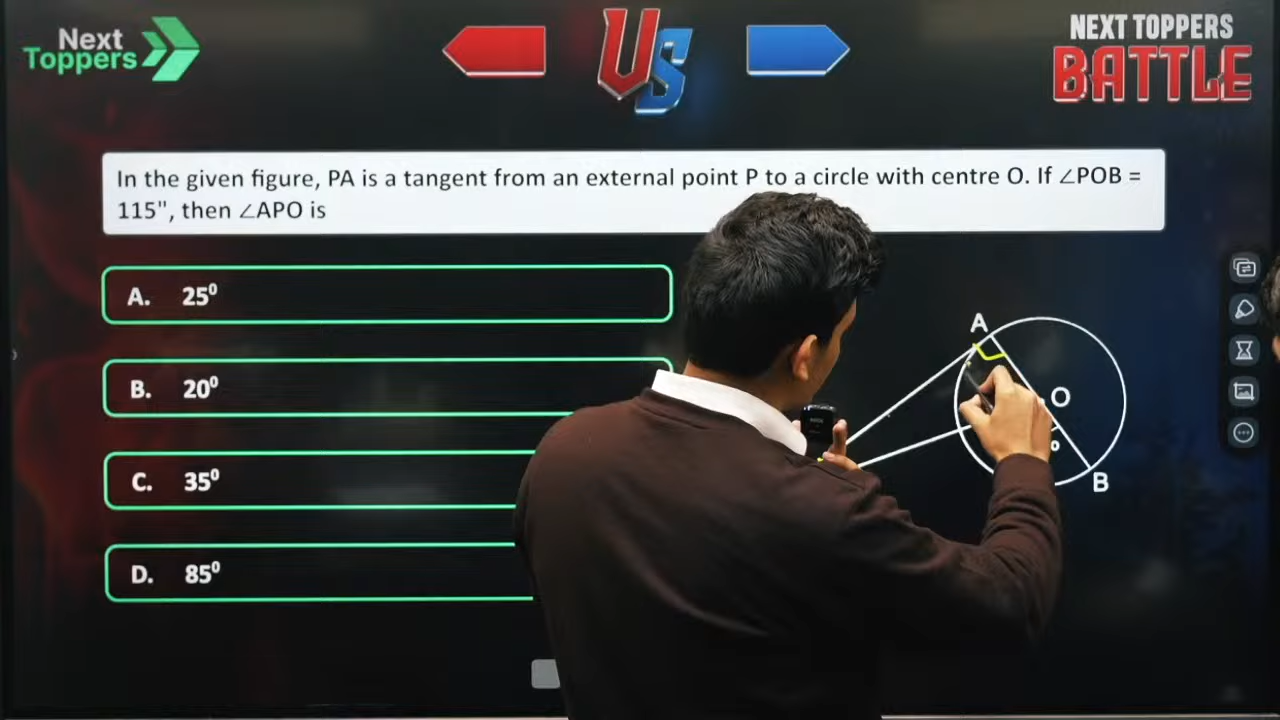 Next
Toppers
US
NEXT TOPPERS
BATTLE
In the given figure, PA is a tangent from an external point P to a circle with centre O. If ∠POB =
115", then ∠APO is
A. 25⁰
B. 20⁰
C. 35⁰
D. 85⁰
A
O
B